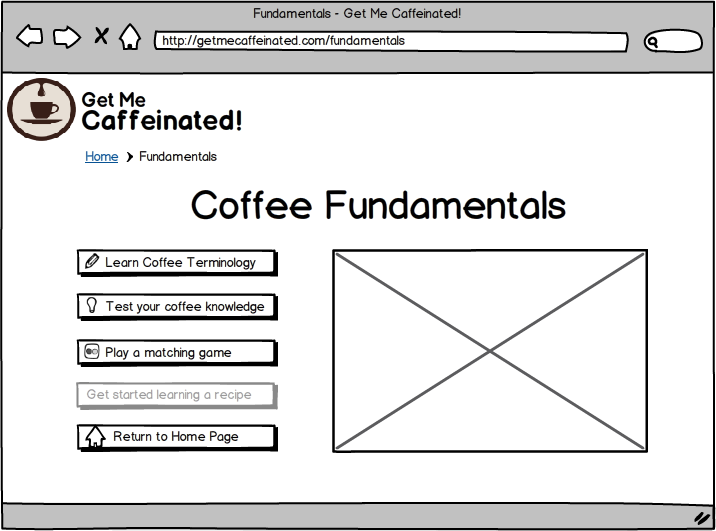 Fundamentals - Get Me Caffeinated!
http://getmecaffeinated.com/fundamentals
Get Me
Caffeinated!
Home > Fundamentals
Coffee Fundamentals
Learn Coffee Terminology
Test your coffee knowledge
Play a matching game
Get started learning a recipe
Return to Home Page